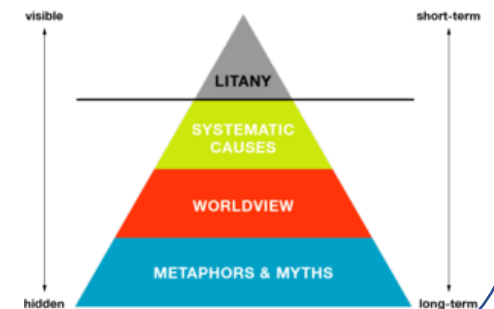 visible
short-term
LITANY
SYSTEMATIC
CAUSES
WORLDVIEW
METAPHORS & MYTHS
hidden
long-term